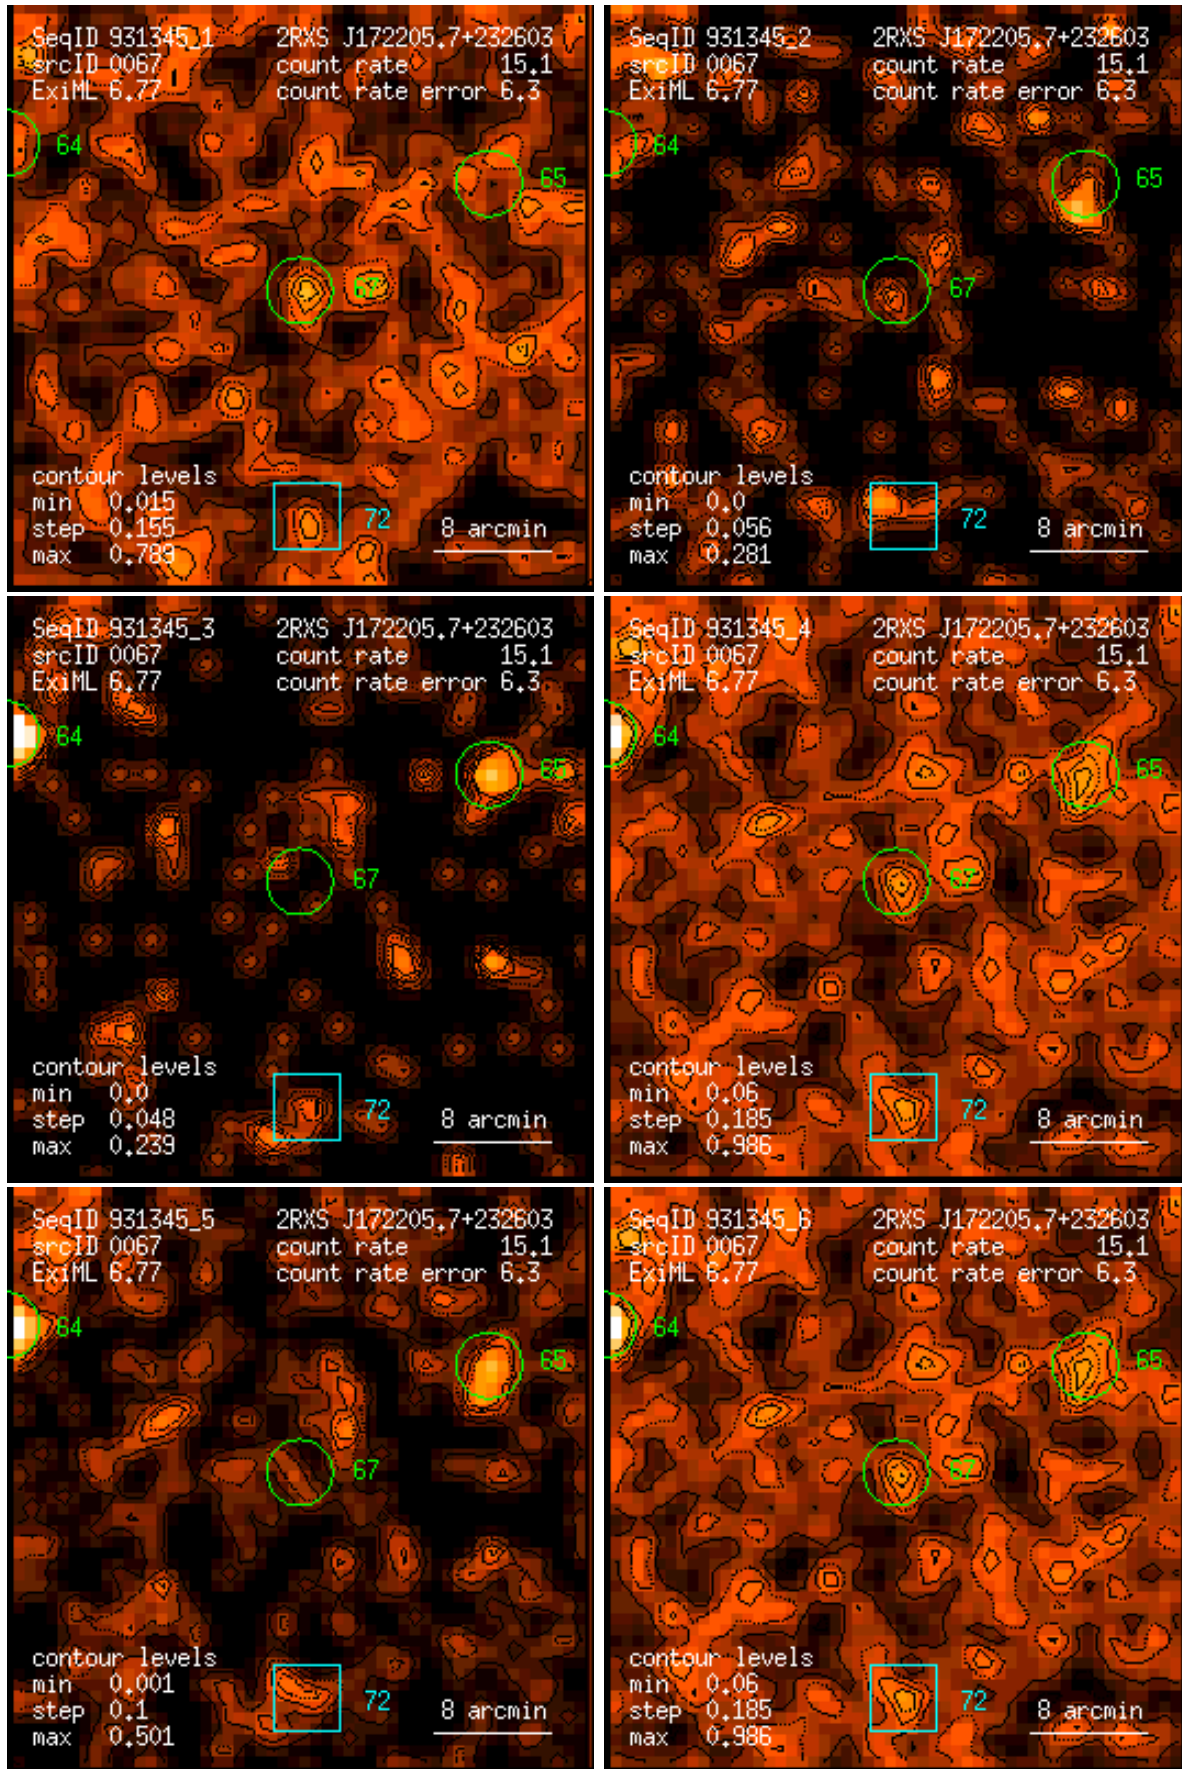 SeqID 931345_1 2RXS J172205.7+232603
srcID 0067 count rate 15.1
ExiML 6.77 count rate error 6.3
64
65
67
contour levels
min 0.015
step 0.155
max 0.789
72
8 arcmin
SeqID 931345_2 2RXS J172205.7+232603
srcID 0067 count rate 15.1
ExiML 6.77 count rate error 6.3
64
65
67
contour levels
min 0.0
step 0.056
max 0.281
72
8 arcmin
SeqID 931345_3 2RXS J172205.7+232603
srcID 0067 count rate 15.1
ExiML 6.77 count rate error 6.3
64
65
67
contour levels
min 0.0
step 0.048
max 0.239
72
8 arcmin
SeqID 931345_4 2RXS J172205.7+232603
srcID 0067 count rate 15.1
ExiML 6.77 count rate error 6.3
64
65
67
contour levels
min 0.06
step 0.185
max 0.986
72
8 arcmin
SeqID 931345_5 2RXS J172205.7+232603
srcID 0067 count rate 15.1
ExiML 6.77 count rate error 6.3
64
65
67
contour levels
min 0.001
step 0.1
max 0.501
72
8 arcmin
SeqID 931345_6 2RXS J172205.7+232603
srcID 0067 count rate 15.1
ExiML 6.77 count rate error 6.3
64
65
67
contour levels
min 0.06
step 0.185
max 0.986
72
8 arcmin